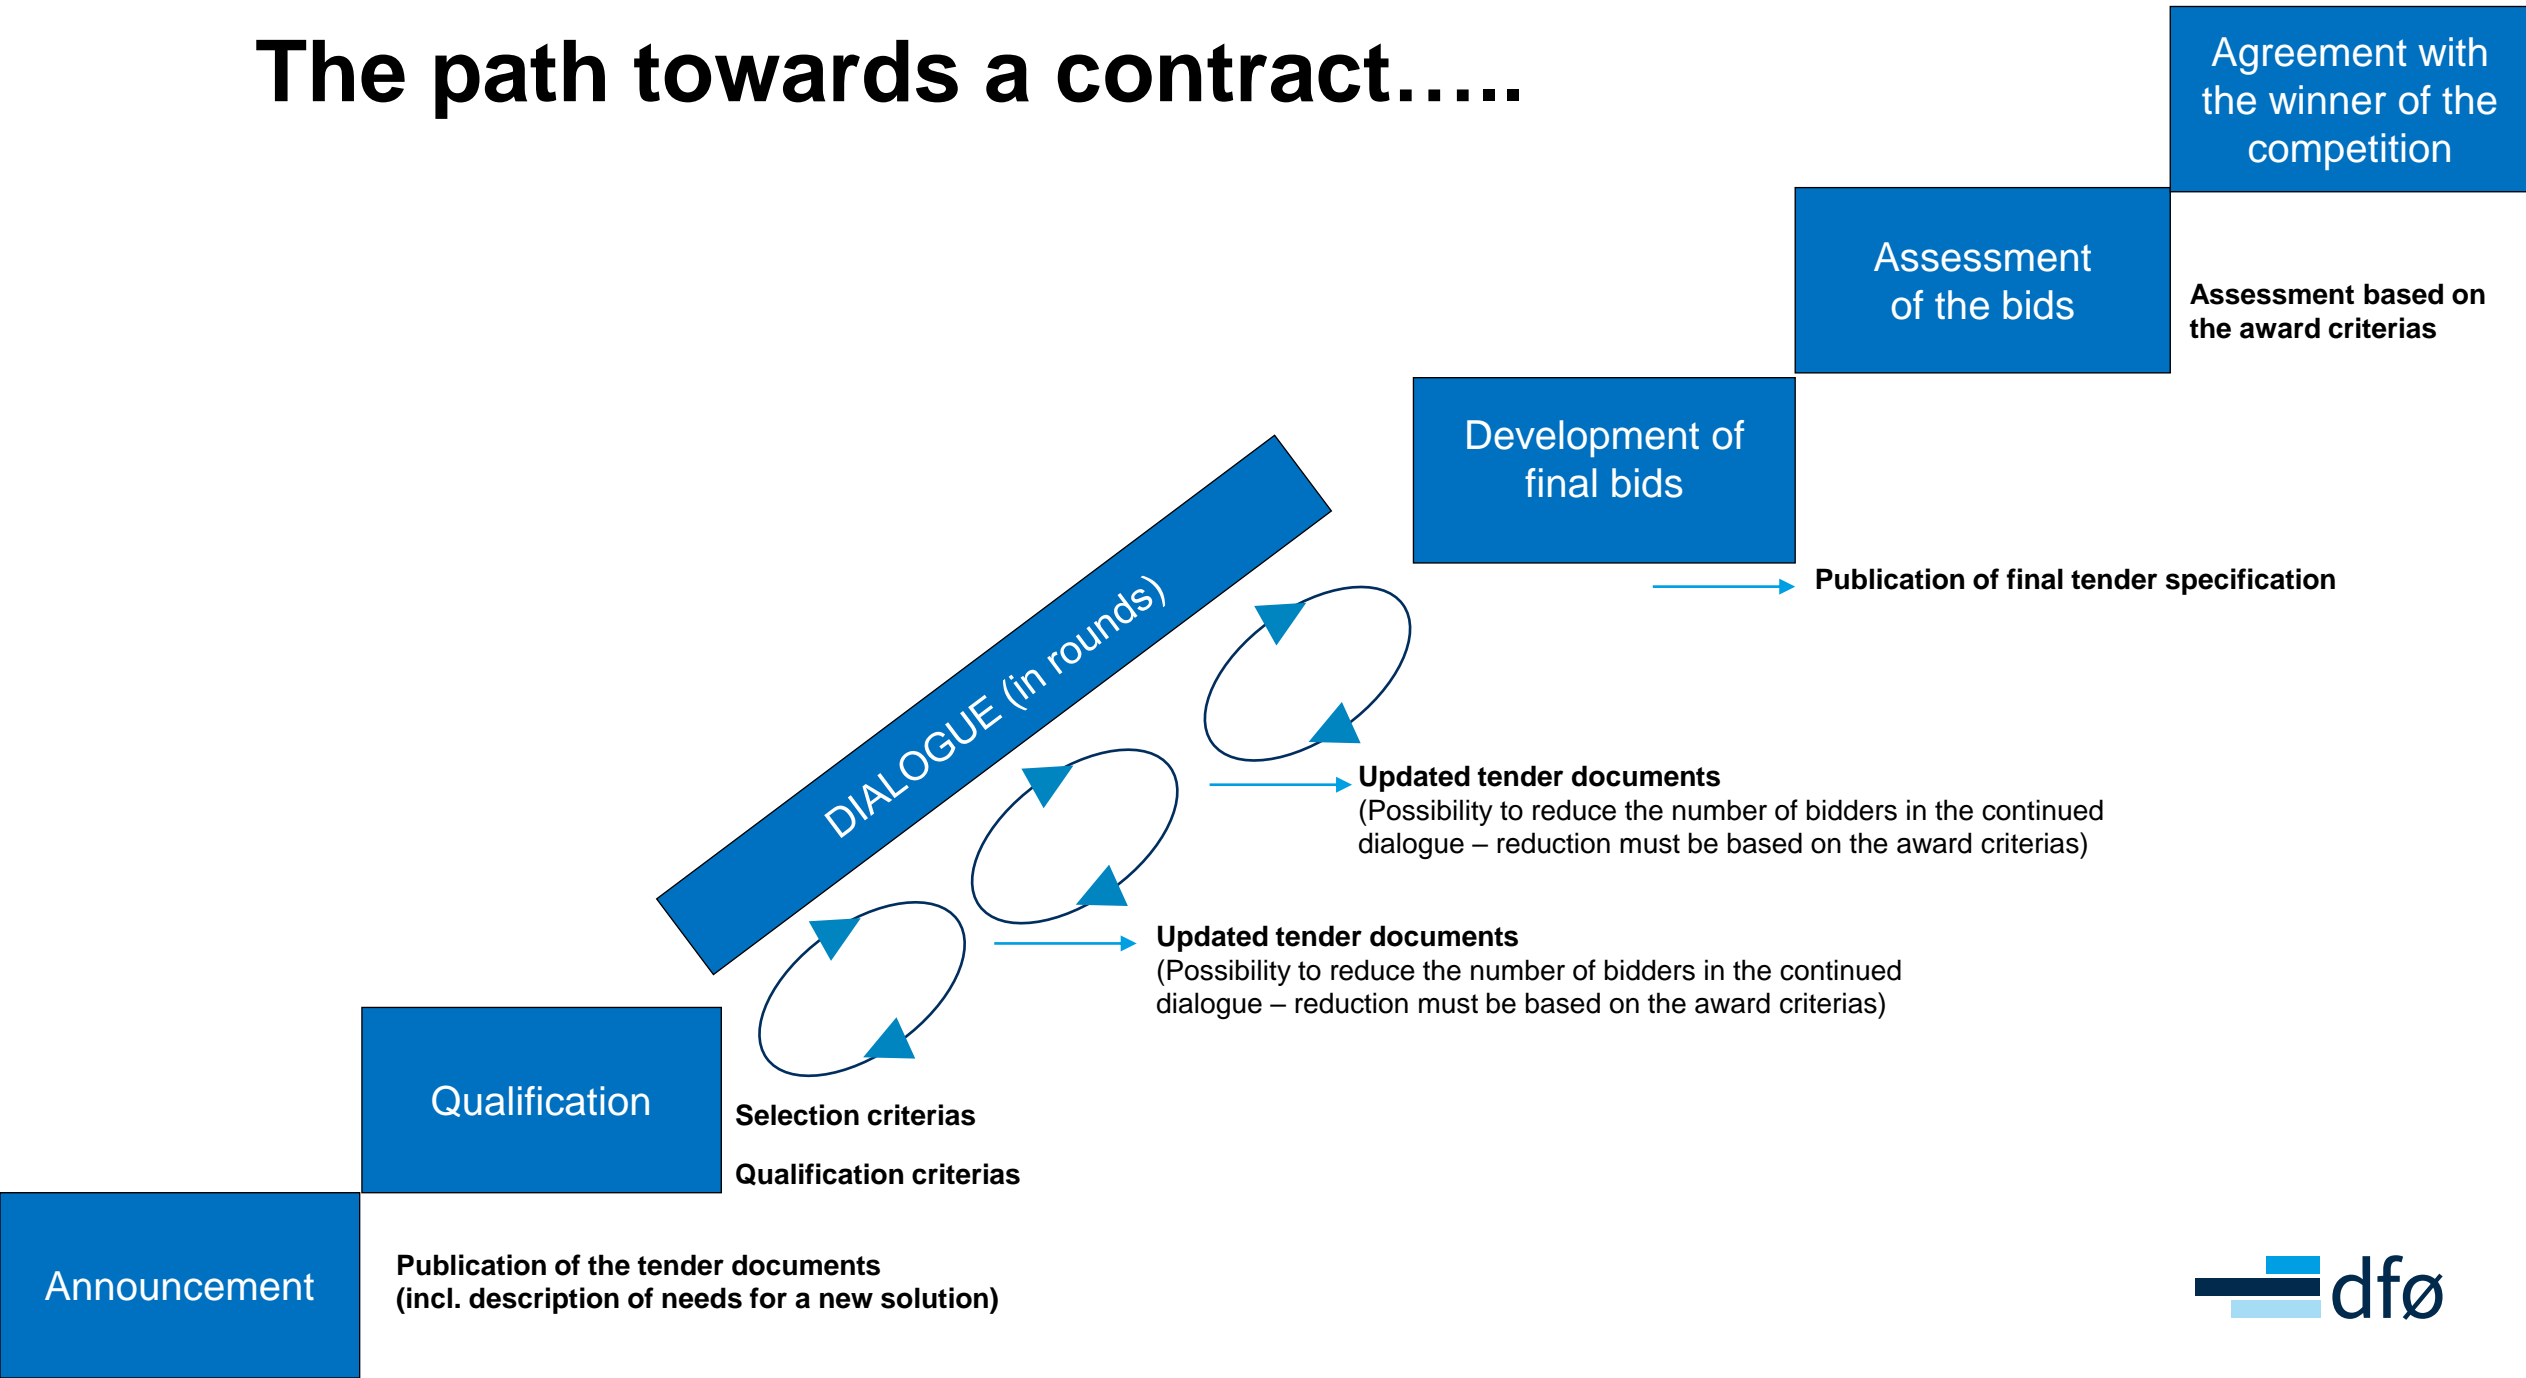 The path towards a contract…..
Agreement with
the winner of the
competition
Assessment
of the bids
Assessment based on
the award criterias
Development of
final bids
Publication of final tender specification
DIALOGUE (in rounds)
Updated tender documents
(Possibility to reduce the number of bidders in the continued
dialogue – reduction must be based on the award criterias)
Updated tender documents
(Possibility to reduce the number of bidders in the continued
dialogue – reduction must be based on the award criterias)
Qualification
Selection criterias
Qualification criterias
Announcement
Publication of the tender documents
(incl. description of needs for a new solution)
dfø